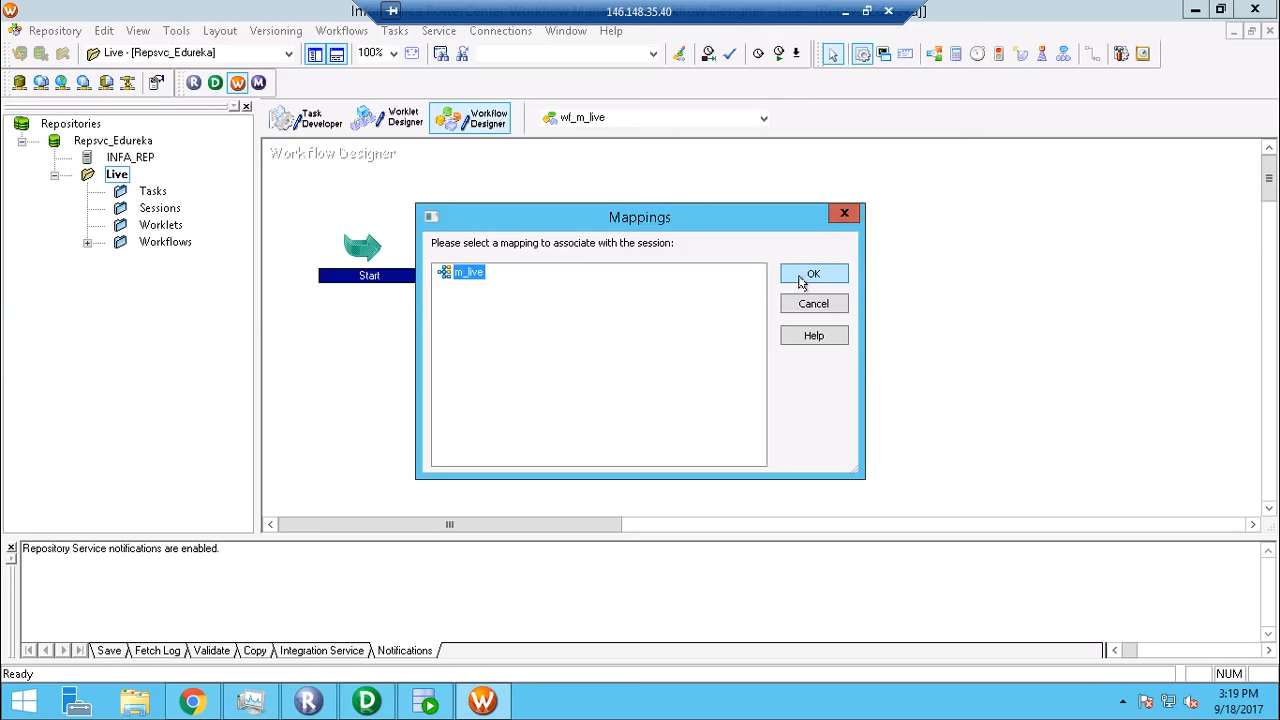 146.148.35.40
Repository Edit View Tools Layout Versioning Workflows Tasks Service Connections Window Help
Live - [Repsvc_Edureka]
100%
R D W M
Repositories
Repsvc_Edureka
INFA_REP
Live
Tasks
Sessions
Worklets
Workflows
Task Developer
Worklet Designer
Workflow Designer
wf_m_live
Workflow Designer
Start
Mappings
Please select a mapping to associate with the session:
m_live
OK
Cancel
Help
Repository Service notifications are enabled.
Save Fetch Log Validate Copy Integration Service Notifications
Ready
NUM
3:19 PM
9/18/2017